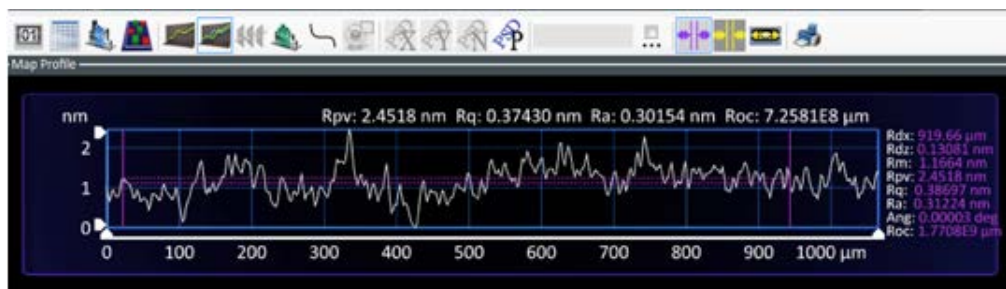 01
X Y N P
Map Profile
nm
Rpv: 2.4518 nm Rq: 0.37430 nm Ra: 0.30154 nm Roc: 7.2581E8 μm
2
1
0
0 100 200 300 400 500 600 700 800 900 1000 μm
Rdx: 919.66 μm
Rdz: 0.13081 nm
Rm: 1.1664 nm
Rpv: 2.4518 nm
Rq: 0.38697 nm
Ra: 0.31224 nm
Ang: 0.00003 deg
Roc: 1.7708E9 μm